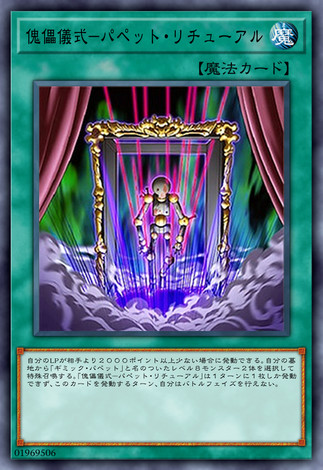 傀儡儀式－パペット・リチューアル 魔
【魔法カード】
自分のLPが相手より２０００ポイント以上少ない場合に発動できる。自分の墓
地から「ギミック・パペット」と名のついたレベル８モンスター２体を選択して
特殊召喚する。「傀儡儀式－パペット・リチューアル」は１ターンに１枚しか発動
できず、このカードを発動するターン、自分はバトルフェイズを行えない。
01969506